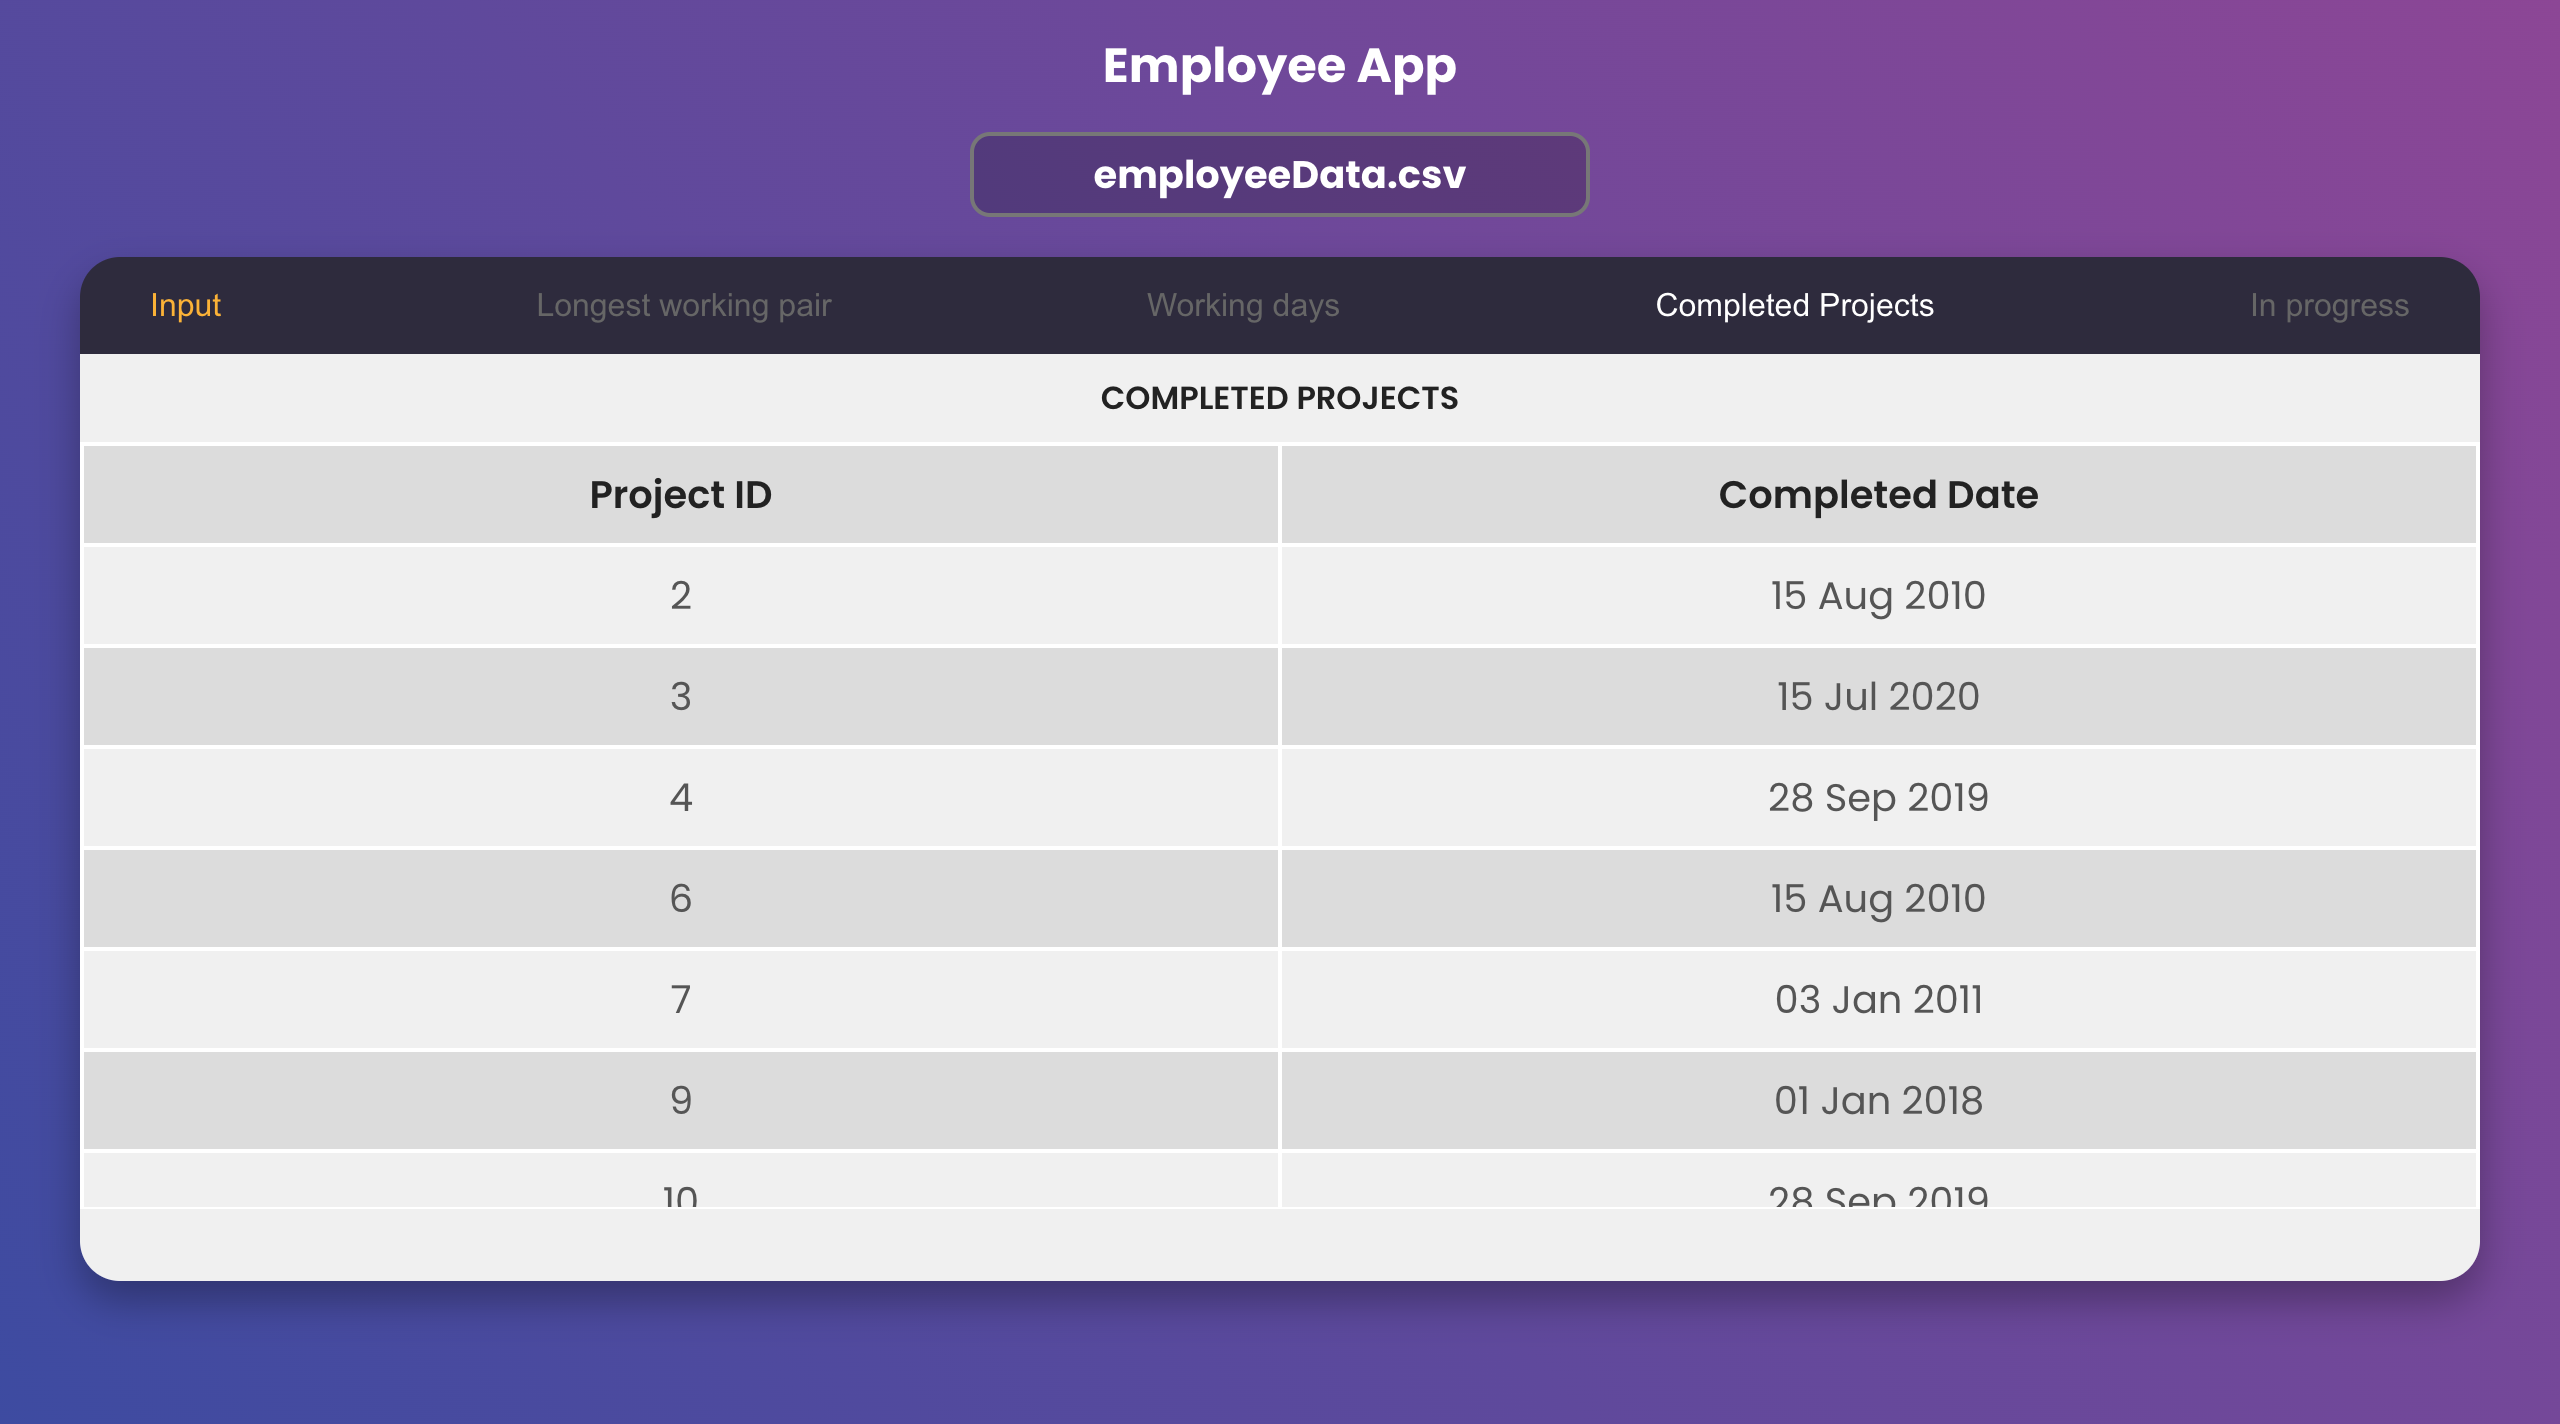 Employee App
employeeData.csv
Input Longest working pair Working days Completed Projects In progress
COMPLETED PROJECTS
Project ID Completed Date
2 15 Aug 2010
3 15 Jul 2020
4 28 Sep 2019
6 15 Aug 2010
7 03 Jan 2011
9 01 Jan 2018
10 28 Sep 2019